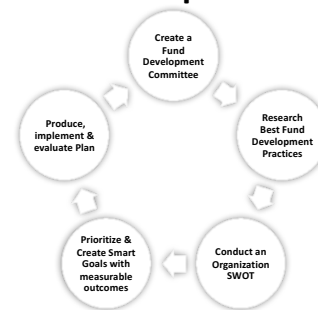 Create a
Fund
Development
Committee
Research
Best Fund
Development
Practices
Conduct an
Organization
SWOT
Prioritize &
Create Smart
Goals with
measurable
outcomes
Produce,
implement &
evaluate Plan